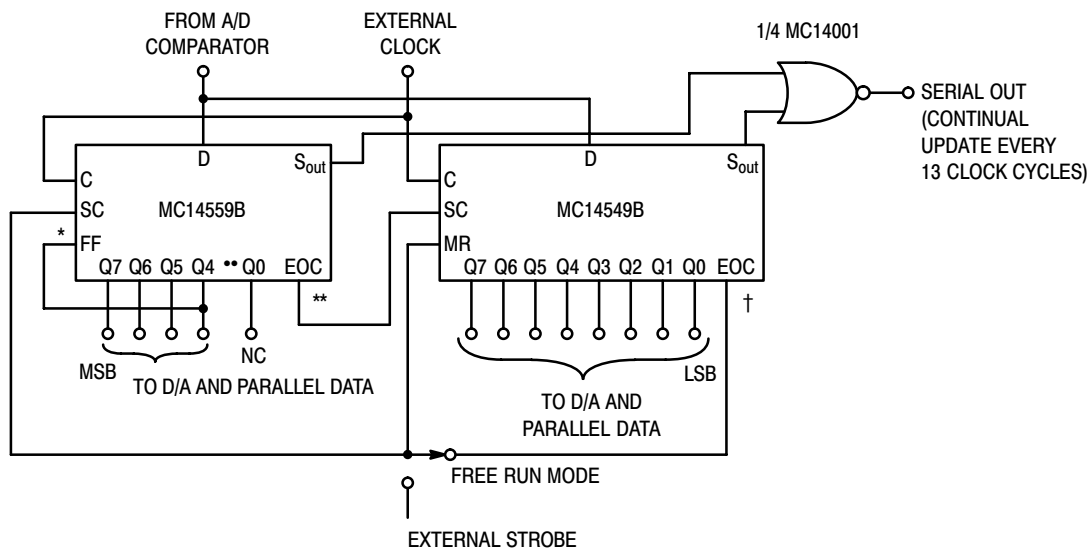 FROM A/D
COMPARATOR
EXTERNAL
CLOCK
1/4 MC14001
SERIAL OUT
(CONTINUAL
UPDATE EVERY
13 CLOCK CYCLES)
D
Sout
C
SC
MC14559B
* FF
Q7 Q6 Q5 Q4 •• Q0 EOC
**
D
Sout
C
SC
MC14549B
MR
Q7 Q6 Q5 Q4 Q3 Q2 Q1 Q0 EOC
†
MSB
NC
TO D/A AND PARALLEL DATA
LSB
TO D/A AND
PARALLEL DATA
FREE RUN MODE
EXTERNAL STROBE